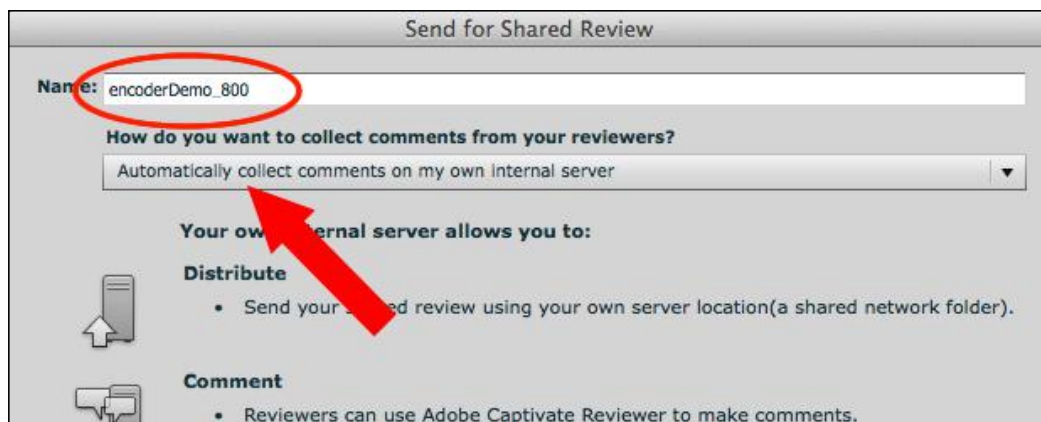 Send for Shared Review
Name: encoderDemo_800
How do you want to collect comments from your reviewers?
Automatically collect comments on my own internal server
Your ow ernal server allows you to:
Distribute
• Send your s ed review using your own server location(a shared network folder).
Comment
• Reviewers can use Adobe Captivate Reviewer to make comments.